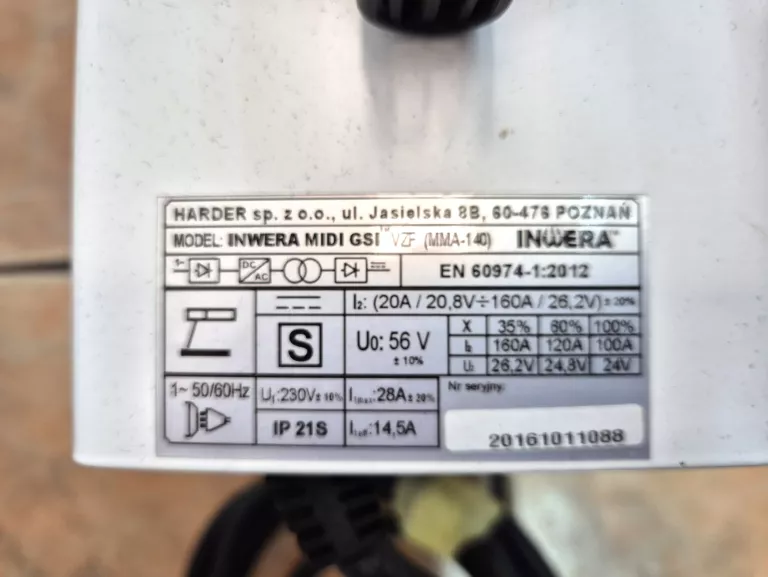 HARDER sp. z o.o., ul. Jasielska 8B, 60-476 POZNAŃ
MODEL: INWERA MIDI GSI™ VZF (MMA-140) INWERA™
1~ DC AC EN 60974-1:2012
I₂: (20A / 20,8V÷160A / 26,2V) ± 20%
S U₀: 56 V ± 10%
X 35% 60% 100%
I₂ 160A 120A 100A
U₂ 26,2V 24,8V 24V
1~ 50/60Hz U₁:230V± 10% I₁max:28A± 20%
Nr seryjny:
IP 21S I₁eff:14,5A
20161011088